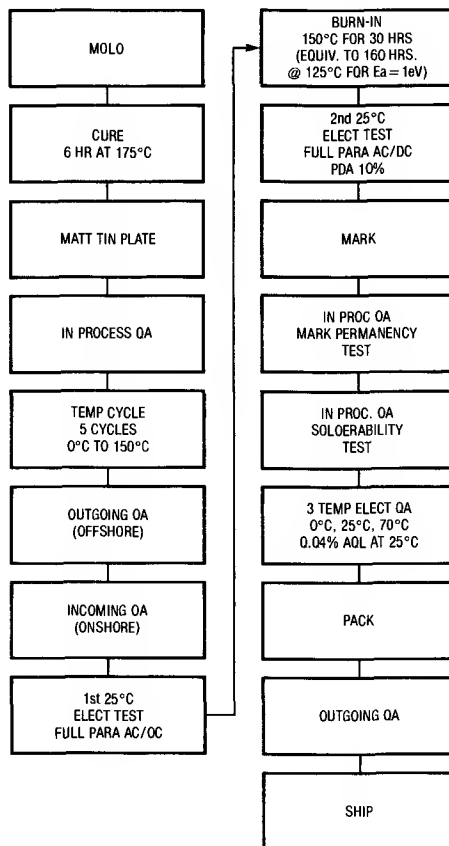 MOLO
CURE
6 HR AT 175°C
MATT TIN PLATE
IN PROCESS QA
TEMP CYCLE
5 CYCLES
0°C TO 150°C
OUTGOING QA
(OFFSHORE)
INCOMING QA
(ONSHORE)
1st 25°C
ELECT TEST
FULL PARA AC/OC
BURN-IN
150°C FOR 30 HRS
(EQUIV. TO 160 HRS.
@ 125°C FOR Ea = 1eV)
2nd 25°C
ELECT TEST
FULL PARA AC/DC
PDA 10%
MARK
IN PROC QA
MARK PERMANENCY
TEST
IN PROC. QA
SOLOERABILITY
TEST
3 TEMP ELECT QA
0°C, 25°C, 70°C
0.04% AQL AT 25°C
PACK
OUTGOING QA
SHIP